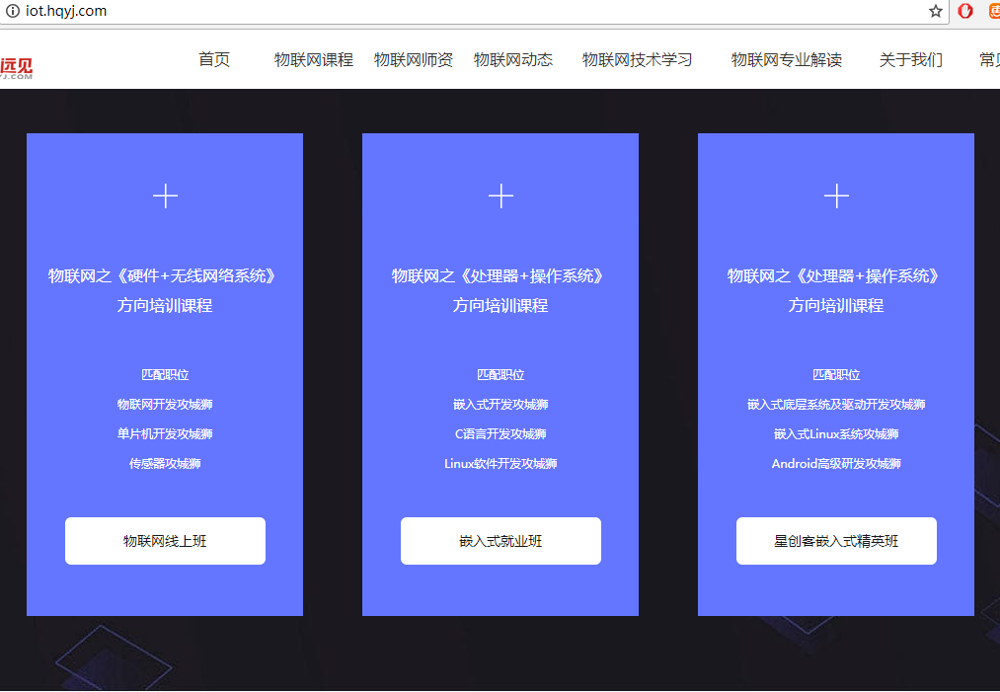 iot.hqyj.com
远见
YJ.COM
首页
物联网课程
物联网师资
物联网动态
物联网技术学习
物联网专业解读
关于我们
常见
物联网之《硬件+无线网络系统》
方向培训课程
匹配职位
物联网开发攻城狮
单片机开发攻城狮
传感器攻城狮
物联网线上班
物联网之《处理器+操作系统》
方向培训课程
匹配职位
嵌入式开发攻城狮
C语言开发攻城狮
Linux软件开发攻城狮
嵌入式就业班
物联网之《处理器+操作系统》
方向培训课程
匹配职位
嵌入式底层系统及驱动开发攻城狮
嵌入式Linux系统攻城狮
Android高级研发攻城狮
星创客嵌入式精英班